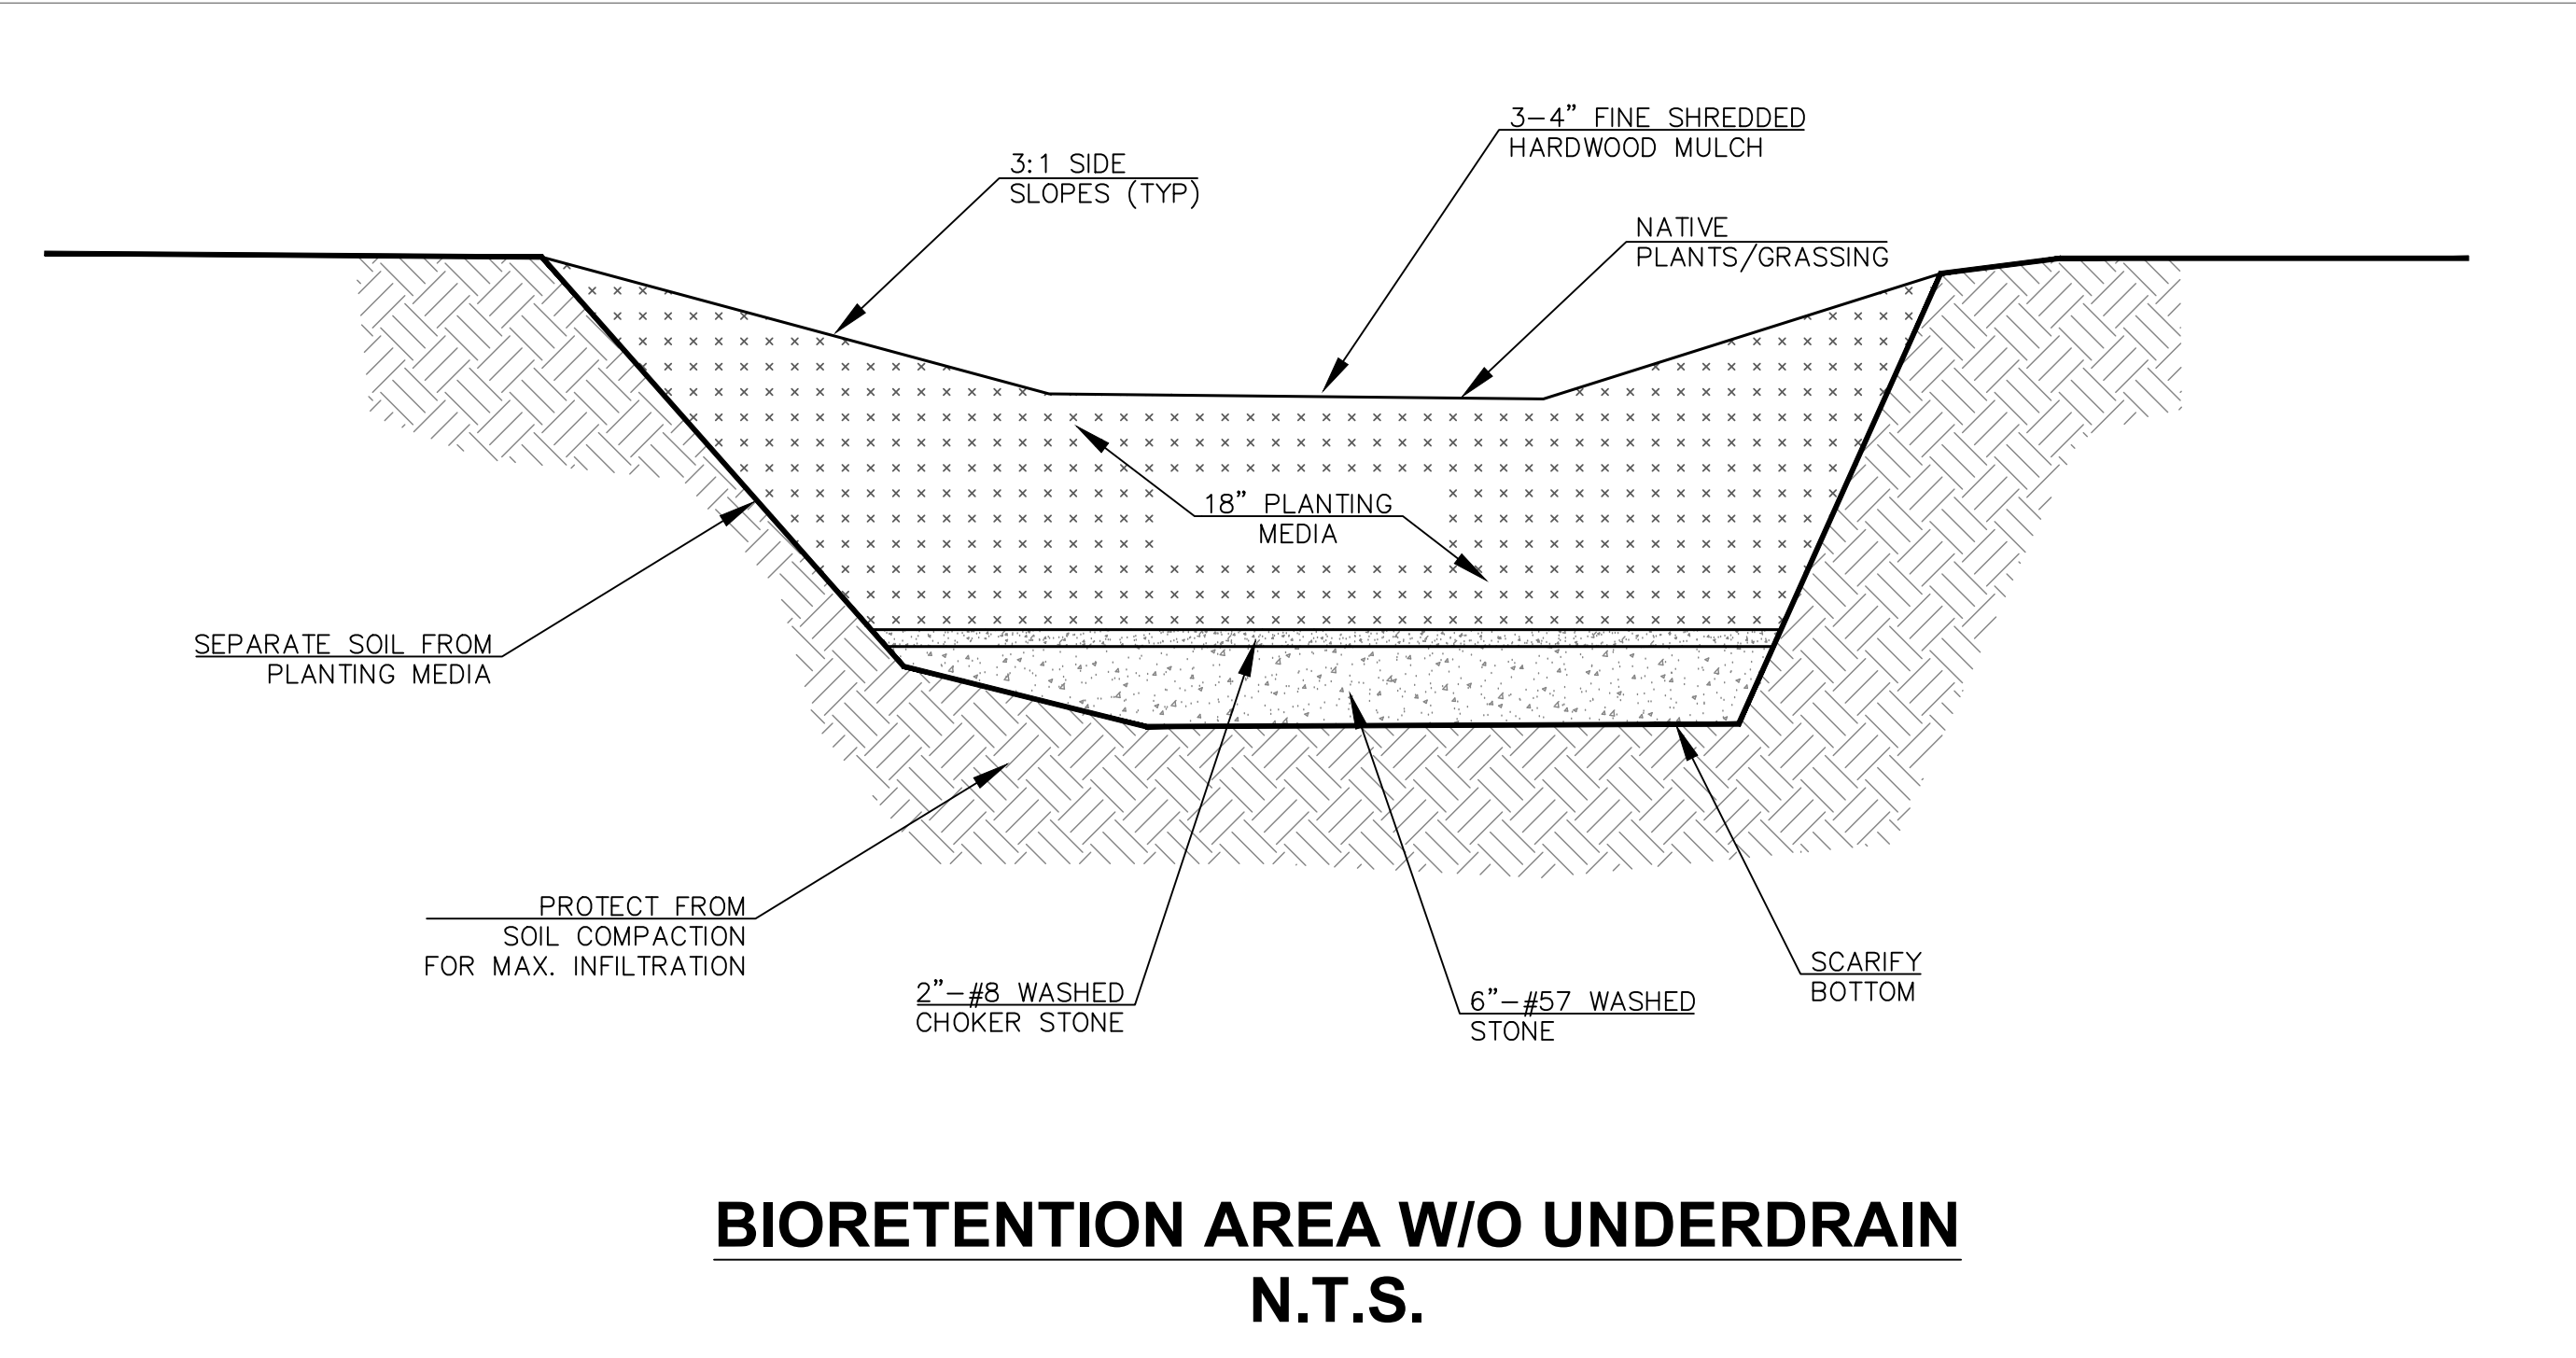 3-4" FINE SHREDDED
HARDWOOD MULCH
3:1 SIDE
SLOPES (TYP)
NATIVE
PLANTS/GRASSING
18" PLANTING
MEDIA
SEPARATE SOIL FROM
PLANTING MEDIA
PROTECT FROM
SOIL COMPACTION
FOR MAX. INFILTRATION
2"-#8 WASHED
CHOKER STONE
6"-#57 WASHED
STONE
SCARIFY
BOTTOM
BIORETENTION AREA W/O UNDERDRAIN
N.T.S.